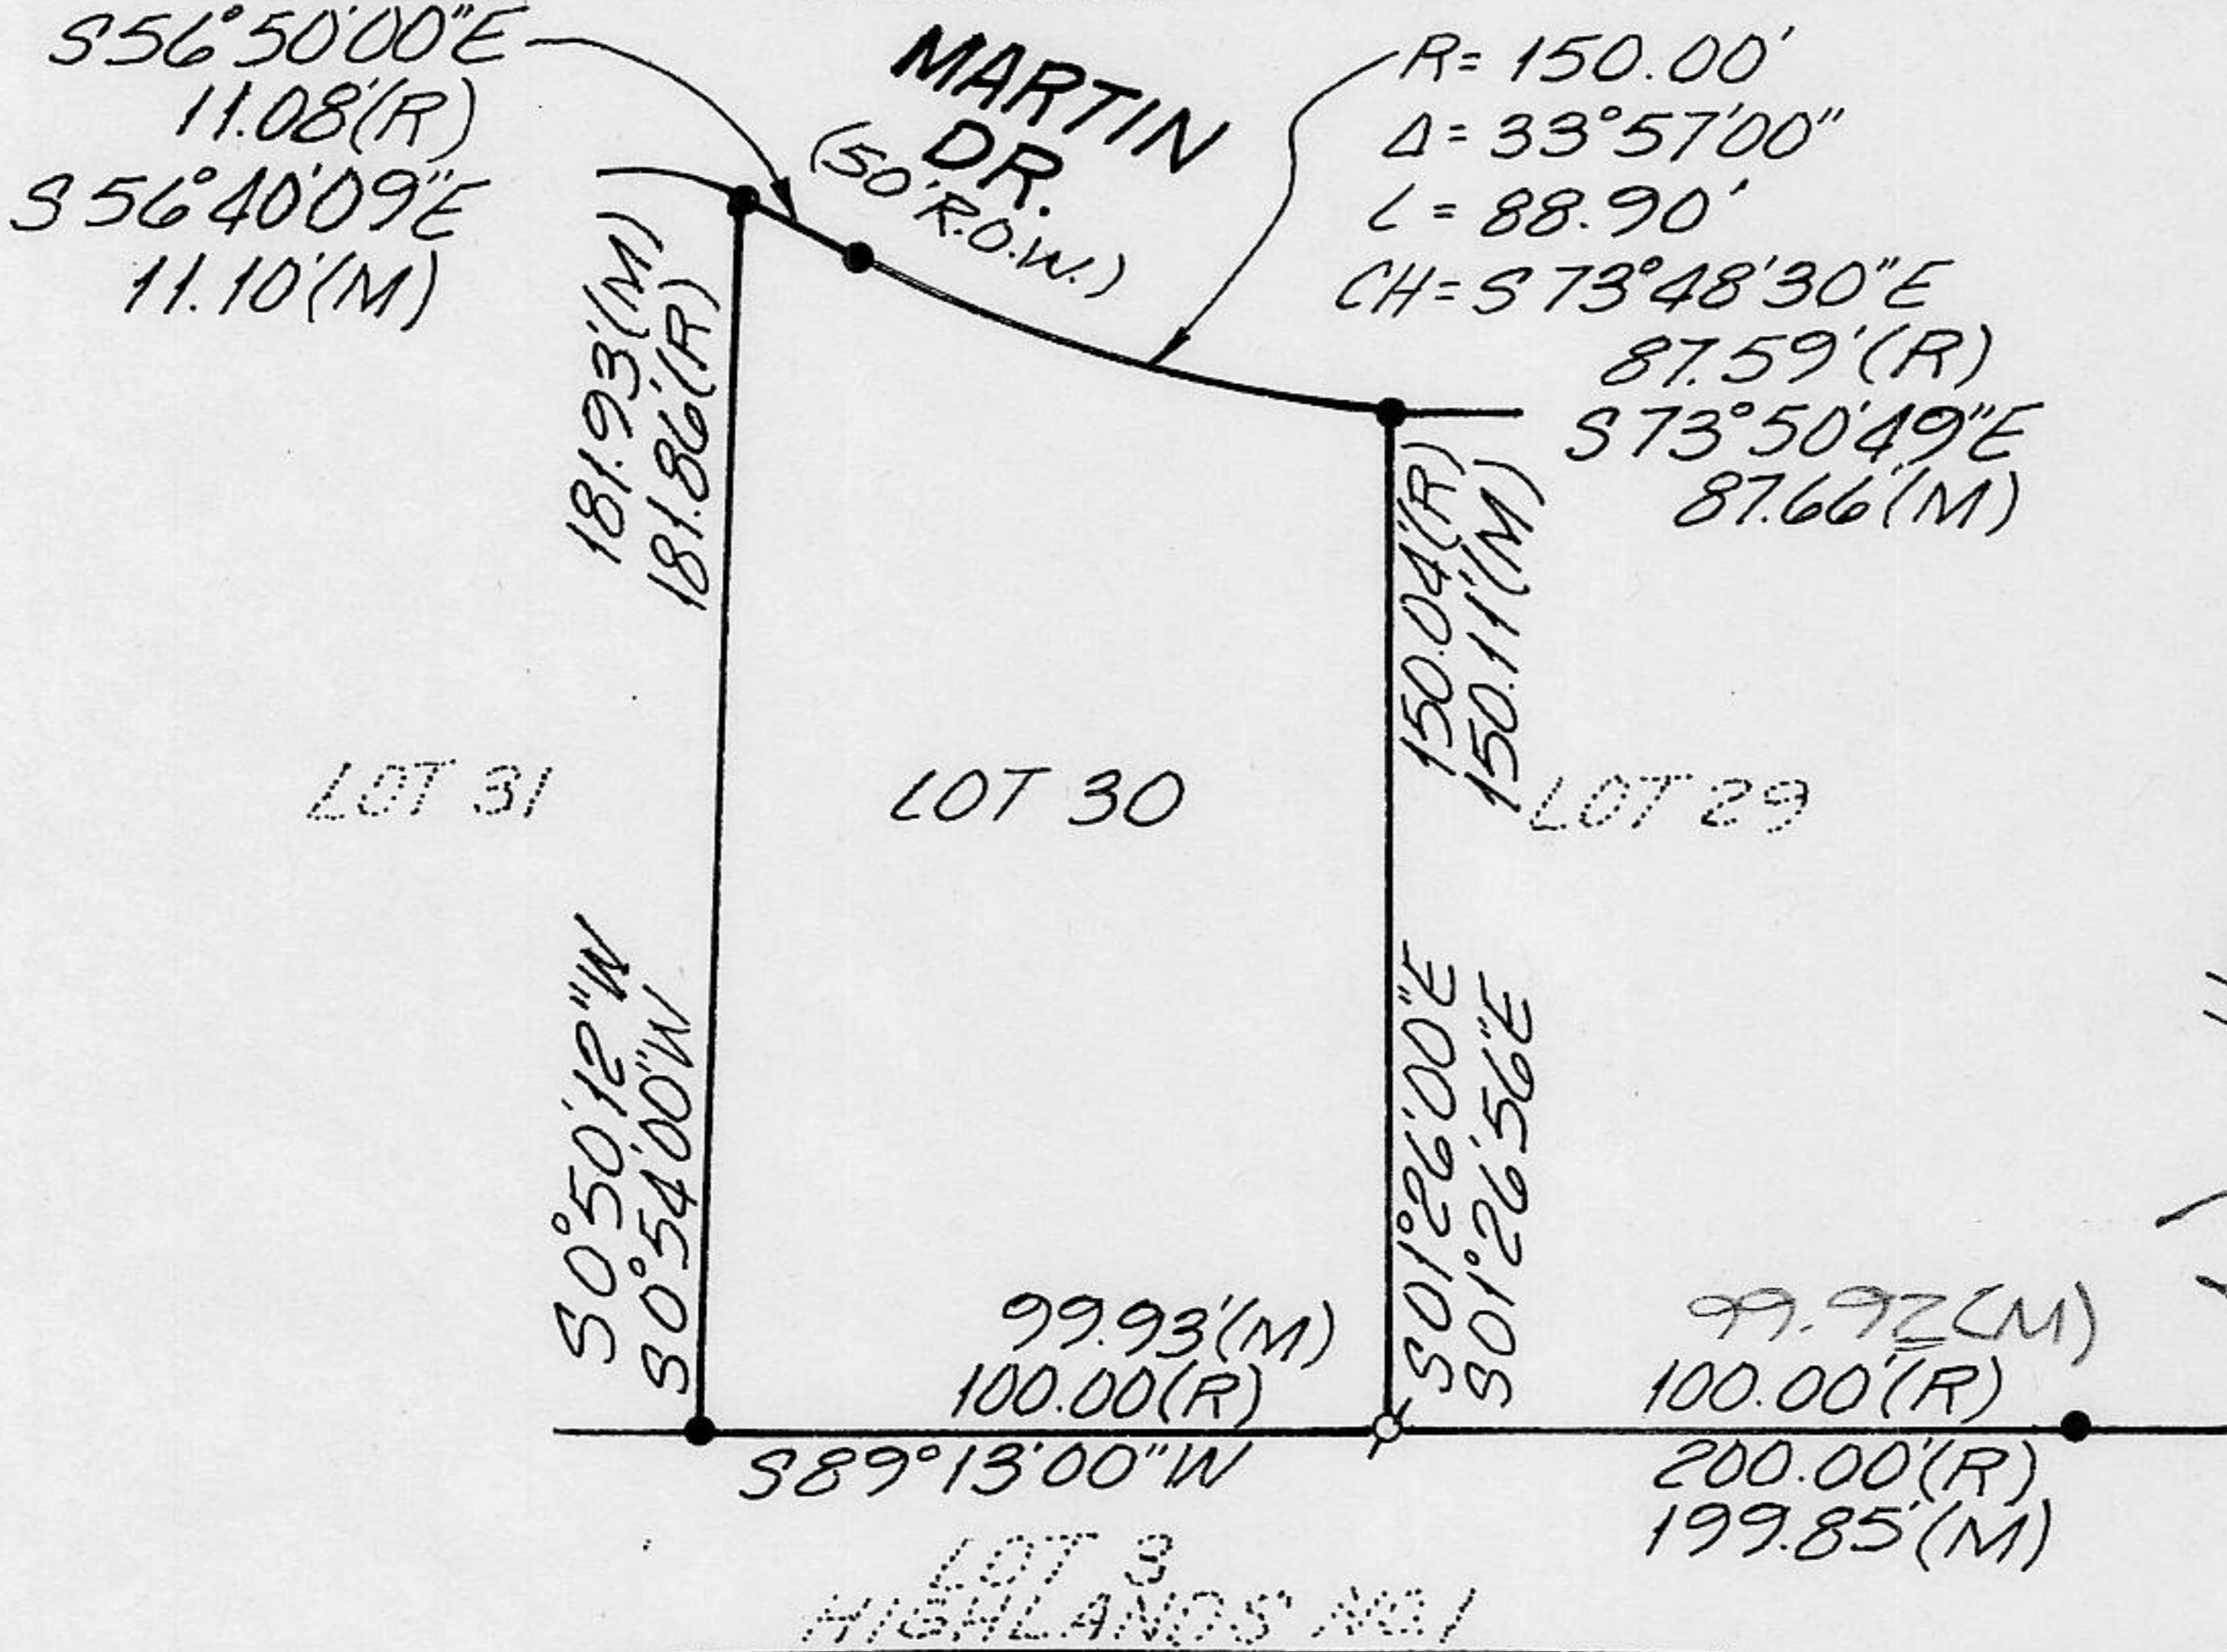 S56°50'00"E
11.08'(R)
S56°40'09"E
11.10'(M)
MARTIN
DR.
(50' R.O.W.)
R= 150.00'
Δ= 33°57'00"
L= 88.90'
CH= S73°48'30"E
87.59'(R)
S73°50'49"E
87.66'(M)
181.93'(M)
181.86'(R)
150.04'(R)
150.11'(M)
LOT 31
LOT 30
LOT 29
S0°50'12"W
S0°54'00"W
S01°26'00"E
S01°26'56"E
99.93'(M)
100.00(R)
S89°13'00"W
99.92(M)
100.00'(R)
200.00'(R)
199.85'(M)
LOT 3
HIGHLANDS NO. 1